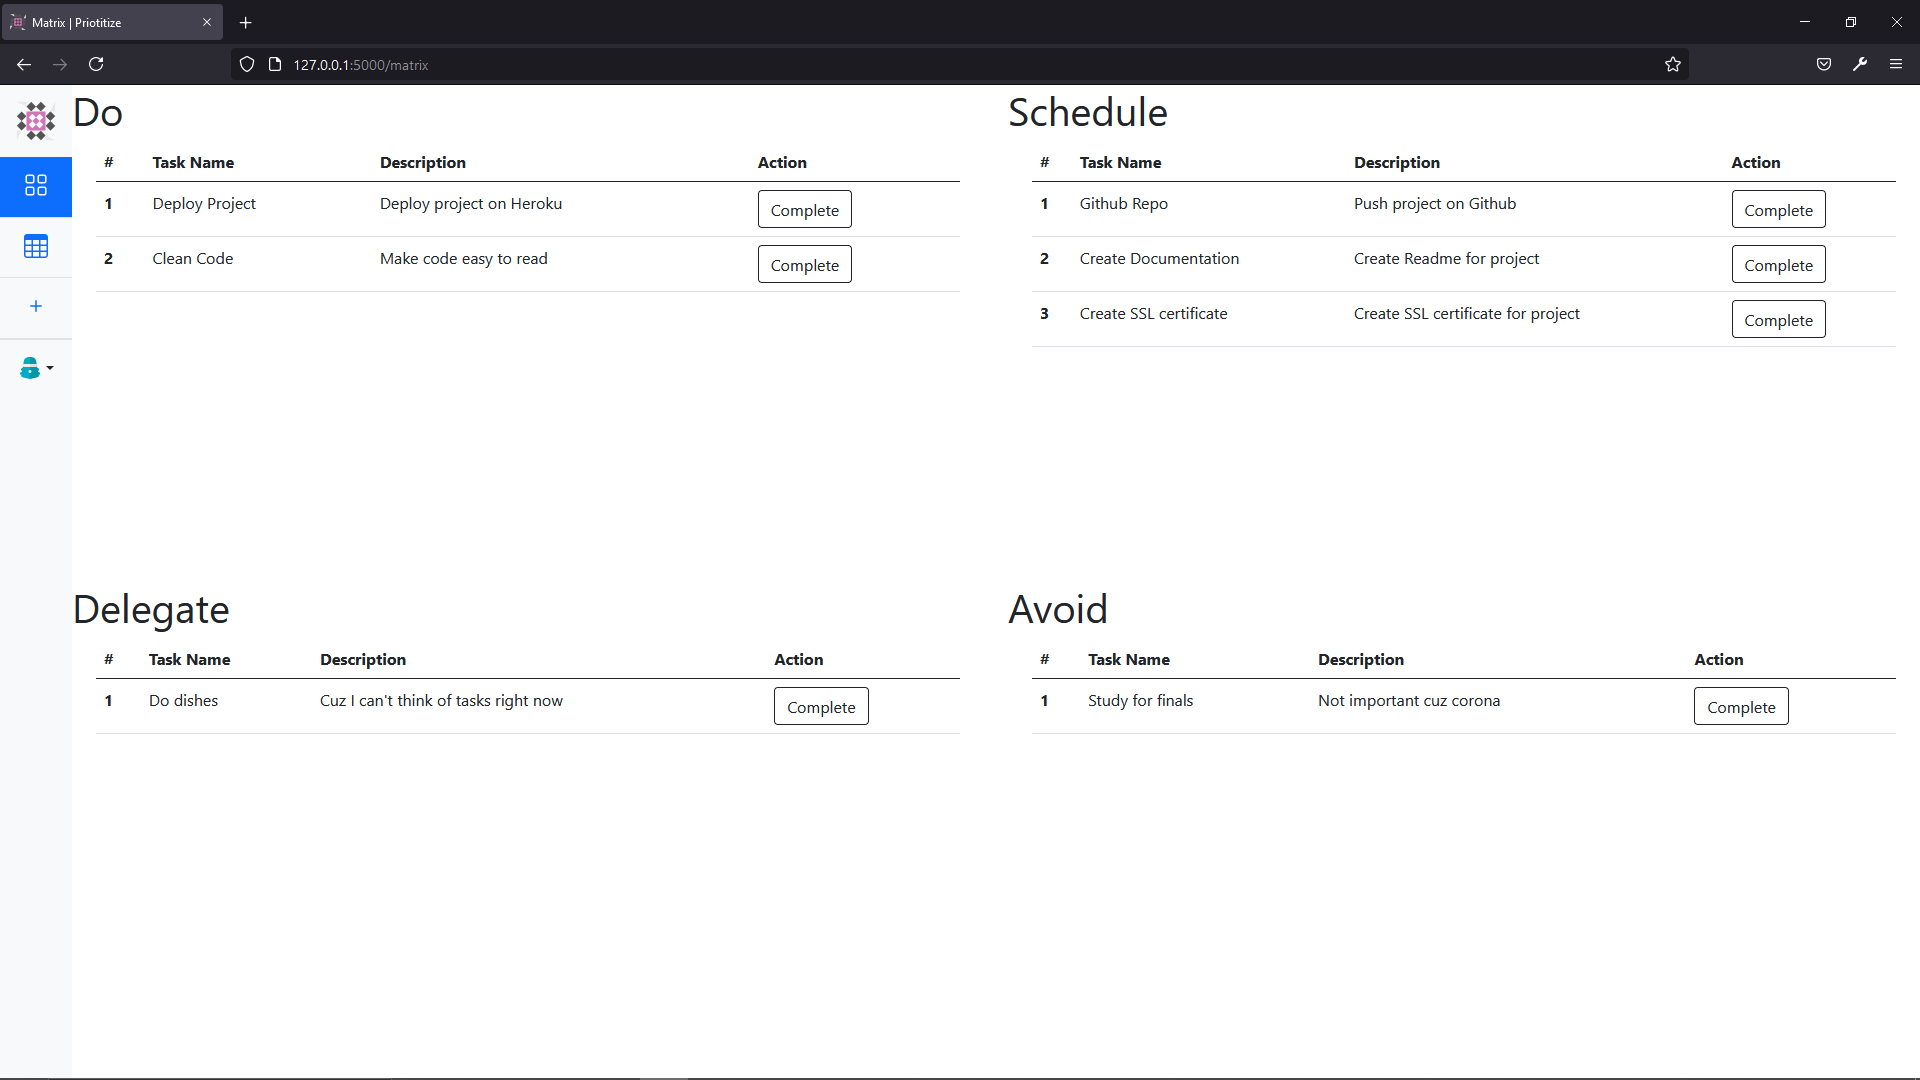 Matrix | Priotitize
127.0.0.1:5000/matrix
Do
# Task Name Description Action
1 Deploy Project Deploy project on Heroku Complete
2 Clean Code Make code easy to read Complete
Schedule
# Task Name Description Action
1 Github Repo Push project on Github Complete
2 Create Documentation Create Readme for project Complete
3 Create SSL certificate Create SSL certificate for project Complete
Delegate
# Task Name Description Action
1 Do dishes Cuz I can't think of tasks right now Complete
Avoid
# Task Name Description Action
1 Study for finals Not important cuz corona Complete